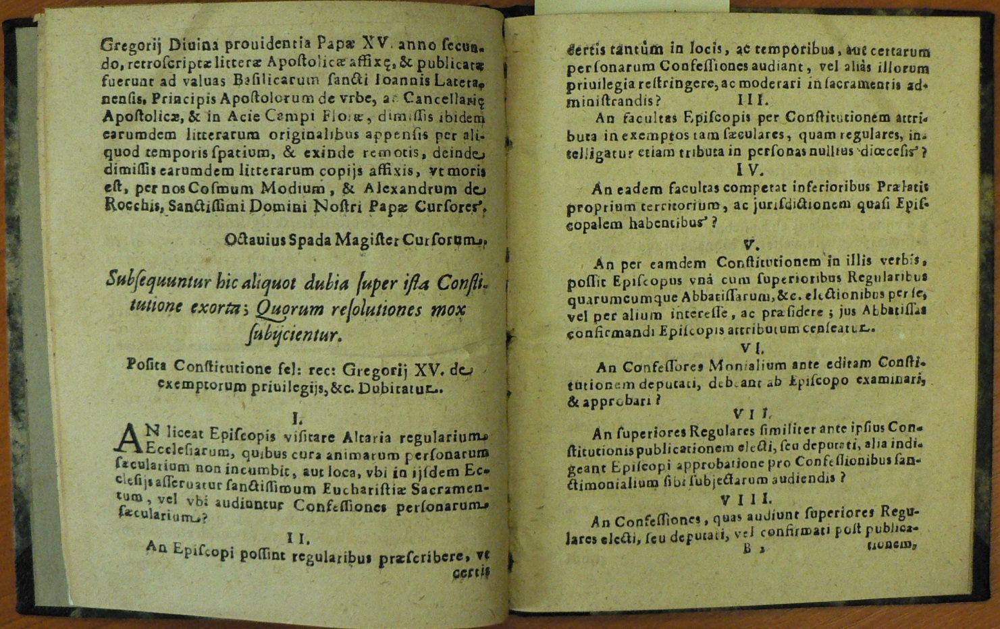 Gregorij Diuina prouidentia Papæ XV. anno ſecun-
do, retroſcriptæ litteræ Apoſtolicæ affixę, & publicatæ
fuerunt ad valuas Baſilicarum ſancti Ioannis Latera-
nenſis, Principis Apoſtolorum de vrbe, ac Cancellarię
Apoſtolicæ, & in Acie Campi Floræ, dimiſſis ibidem
earumdem litterarum originalibus appenſis per ali-
quod temporis ſpatium, & exinde remotis, deinde
dimiſſis earumdem litterarum copijs affixis, vt moris
eſt, per nos Coſmum Modium, & Alexandrum de
Rocchis, Sanctiſſimi Domini Noſtri Papæ Curſores.
Octauius Spada Magiſter Curſorum.
Subſequuntur hic aliquot dubia ſuper iſta Conſti-
tutione exorta; Quorum reſolutiones mox
ſubijcientur.
Poſita Conſtitutione fel: rec: Gregorij XV. de
exemptorum priuilegijs, &c. Dubitatur.
I.
AN liceat Epiſcopis viſitare Altaria regularium
Eccleſiarum, quibus cura animarum perſonarum
ſæcularium non incumbit, aut loca, vbi in ijſdem Ec-
cleſijs aſſeruatur ſanctiſſimum Euchariſtiæ Sacramen-
tum, vel vbi audiuntur Confeſſiones perſonarum
ſæcularium?
II.
An Epiſcopi poſſint regularibus præſcribere, vt
certis
certis tantùm in locis, ac temporibus, aut certarum
perſonarum Confeſſiones audiant, vel aliàs illorum
priuilegia reſtringere, ac moderari in ſacramentis ad-
miniſtrandis?
III.
An facultas Epiſcopis per Conſtitutionem attri-
buta in exemptos tam ſæculares, quam regulares, in-
telligatur etiam tributa in perſonas nullius diœceſis?
IV.
An eadem facultas competat inferioribus Prælatis
proprium territorium, ac jurisdictionem quaſi Epiſ-
copalem habentibus?
V.
An per eamdem Conſtitutionem in illis verbis,
poſſit Epiſcopus vnà cum ſuperioribus Regularibus
quarumcumque Abbatiſſarum, &c. electionibus per ſe,
vel per alium intereſſe, ac præſidere; jus Abbatiſſas
confirmandi Epiſcopis attributum cenſeatur.
VI.
An Confeſſores Monialium ante editam Conſti-
tutionem deputati, debeant ab Epiſcopo examinari,
& approbari?
VII.
An ſuperiores Regulares ſimiliter ante ipſius Con-
ſtitutionis publicationem electi, ſeu deputati, alia indi-
geant Epiſcopi approbatione pro Confeſſionibus ſan-
ctimonialium ſibi ſubjectarum audiendis?
VIII.
An Confeſſiones, quas audiunt ſuperiores Regu-
lares electi, ſeu deputati, vel confirmati poſt publica-
B 2
tionem,